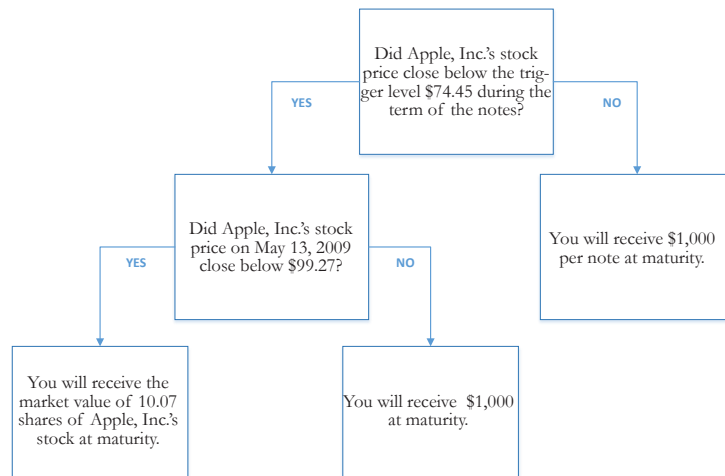 Did Apple, Inc.'s stock
price close below the trig-
ger level $74.45 during the
term of the notes?
YES
NO
Did Apple, Inc.'s stock
price on May 13, 2009
close below $99.27?
You will receive $1,000
per note at maturity.
YES
NO
You will receive the
market value of 10.07
shares of Apple, Inc.'s
stock at maturity.
You will receive $1,000
at maturity.